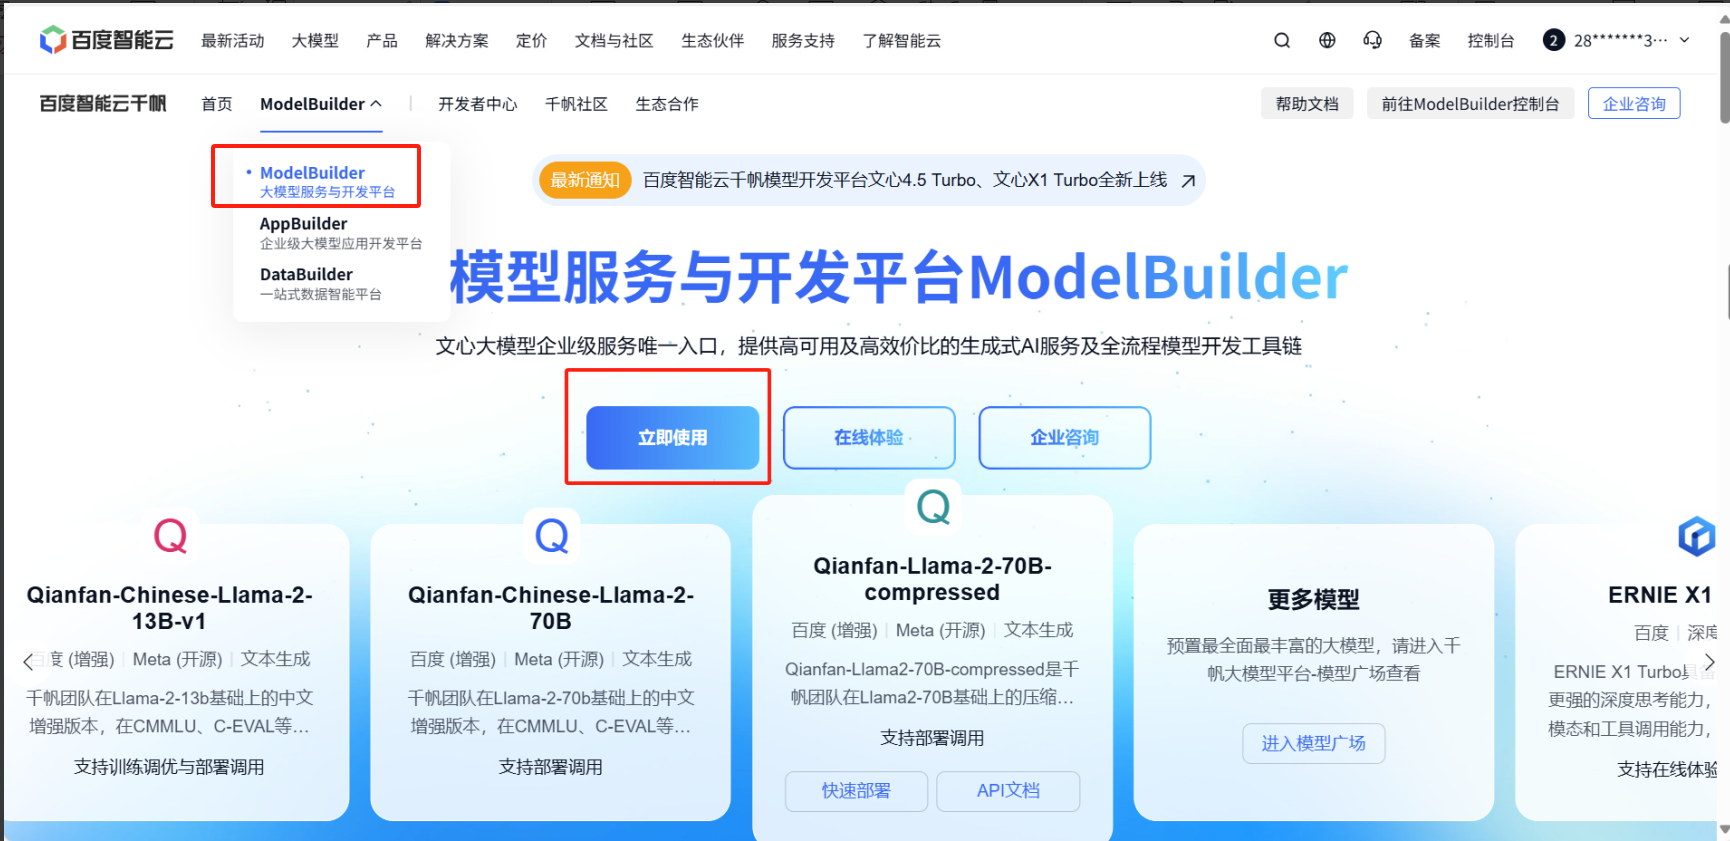 百度智能云 最新活动 大模型 产品 解决方案 定价 文档与社区 生态伙伴 服务支持 了解智能云 备案 控制台 2 28*******3···
百度智能云千帆 首页 ModelBuilder 开发者中心 千帆社区 生态合作 帮助文档 前往ModelBuilder控制台 企业咨询
ModelBuilder
大模型服务与开发平台
AppBuilder
企业级大模型应用开发平台
DataBuilder
一站式数据智能平台
最新通知 百度智能云千帆模型开发平台文心4.5 Turbo、文心X1 Turbo全新上线
模型服务与开发平台ModelBuilder
文心大模型企业级服务唯一入口，提供高可用及高效价比的生成式AI服务及全流程模型开发工具链
立即使用 在线体验 企业咨询
Qianfan-Chinese-Llama-2-
13B-v1
百度 (增强) Meta (开源) 文本生成
千帆团队在Llama-2-13b基础上的中文
增强版本，在CMMLU、C-EVAL等...
支持训练调优与部署调用
Qianfan-Chinese-Llama-2-
70B
百度 (增强) Meta (开源) 文本生成
千帆团队在Llama-2-70b基础上的中文
增强版本，在CMMLU、C-EVAL等...
支持部署调用
Qianfan-Llama-2-70B-
compressed
百度 (增强) Meta (开源) 文本生成
Qianfan-Llama2-70B-compressed是千
帆团队在Llama2-70B基础上的压缩...
支持部署调用
快速部署 API文档
更多模型
预置最全面最丰富的大模型，请进入千
帆大模型平台-模型广场查看
进入模型广场
ERNIE X1
百度 深度
ERNIE X1 Turbo具备
更强的深度思考能力，
模态和工具调用能力，
支持在线体验